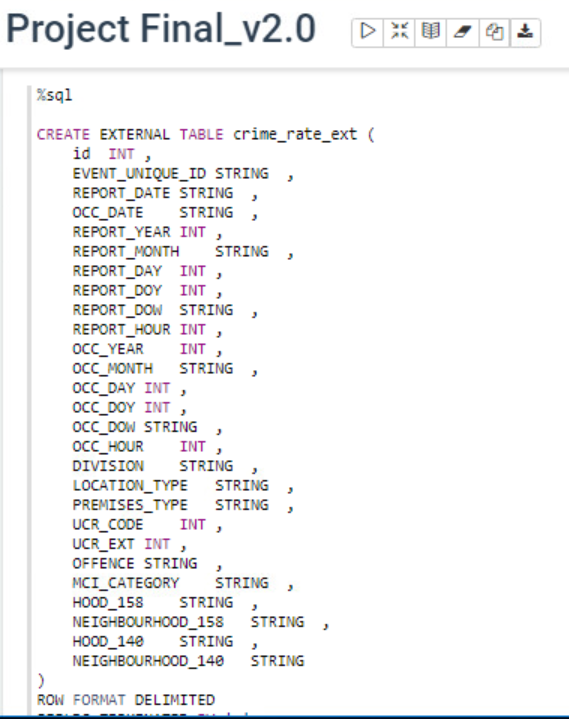 Project Final_v2.0
%sql
CREATE EXTERNAL TABLE crime_rate_ext (
id INT ,
EVENT_UNIQUE_ID STRING ,
REPORT_DATE STRING ,
OCC_DATE STRING ,
REPORT_YEAR INT ,
REPORT_MONTH STRING ,
REPORT_DAY INT ,
REPORT_DOY INT ,
REPORT_DOW STRING ,
REPORT_HOUR INT ,
OCC_YEAR INT ,
OCC_MONTH STRING ,
OCC_DAY INT ,
OCC_DOY INT ,
OCC_DOW STRING ,
OCC_HOUR INT ,
DIVISION STRING ,
LOCATION_TYPE STRING ,
PREMISES_TYPE STRING ,
UCR_CODE INT ,
UCR_EXT INT ,
OFFENCE STRING ,
MCI_CATEGORY STRING ,
HOOD_158 STRING ,
NEIGHBOURHOOD_158 STRING ,
HOOD_140 STRING ,
NEIGHBOURHOOD_140 STRING
)
ROW FORMAT DELIMITED